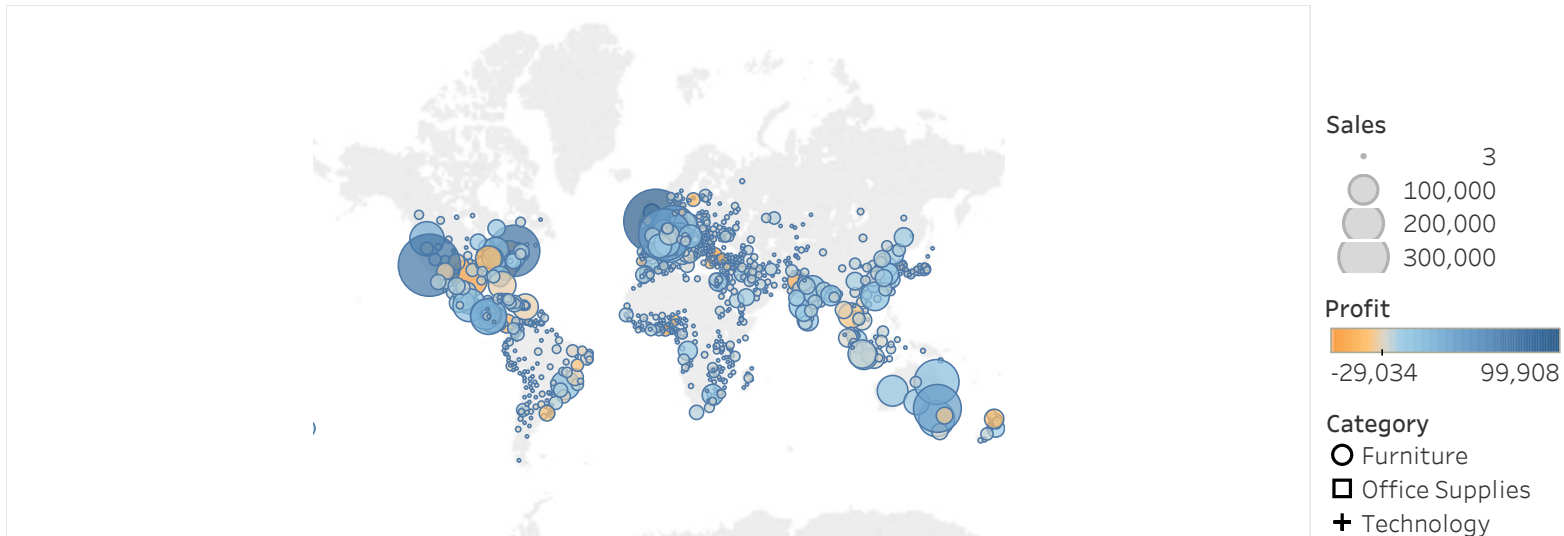 Sales
3
100,000
200,000
300,000
Profit
-29,034 99,908
Category
Furniture
Office Supplies
Technology